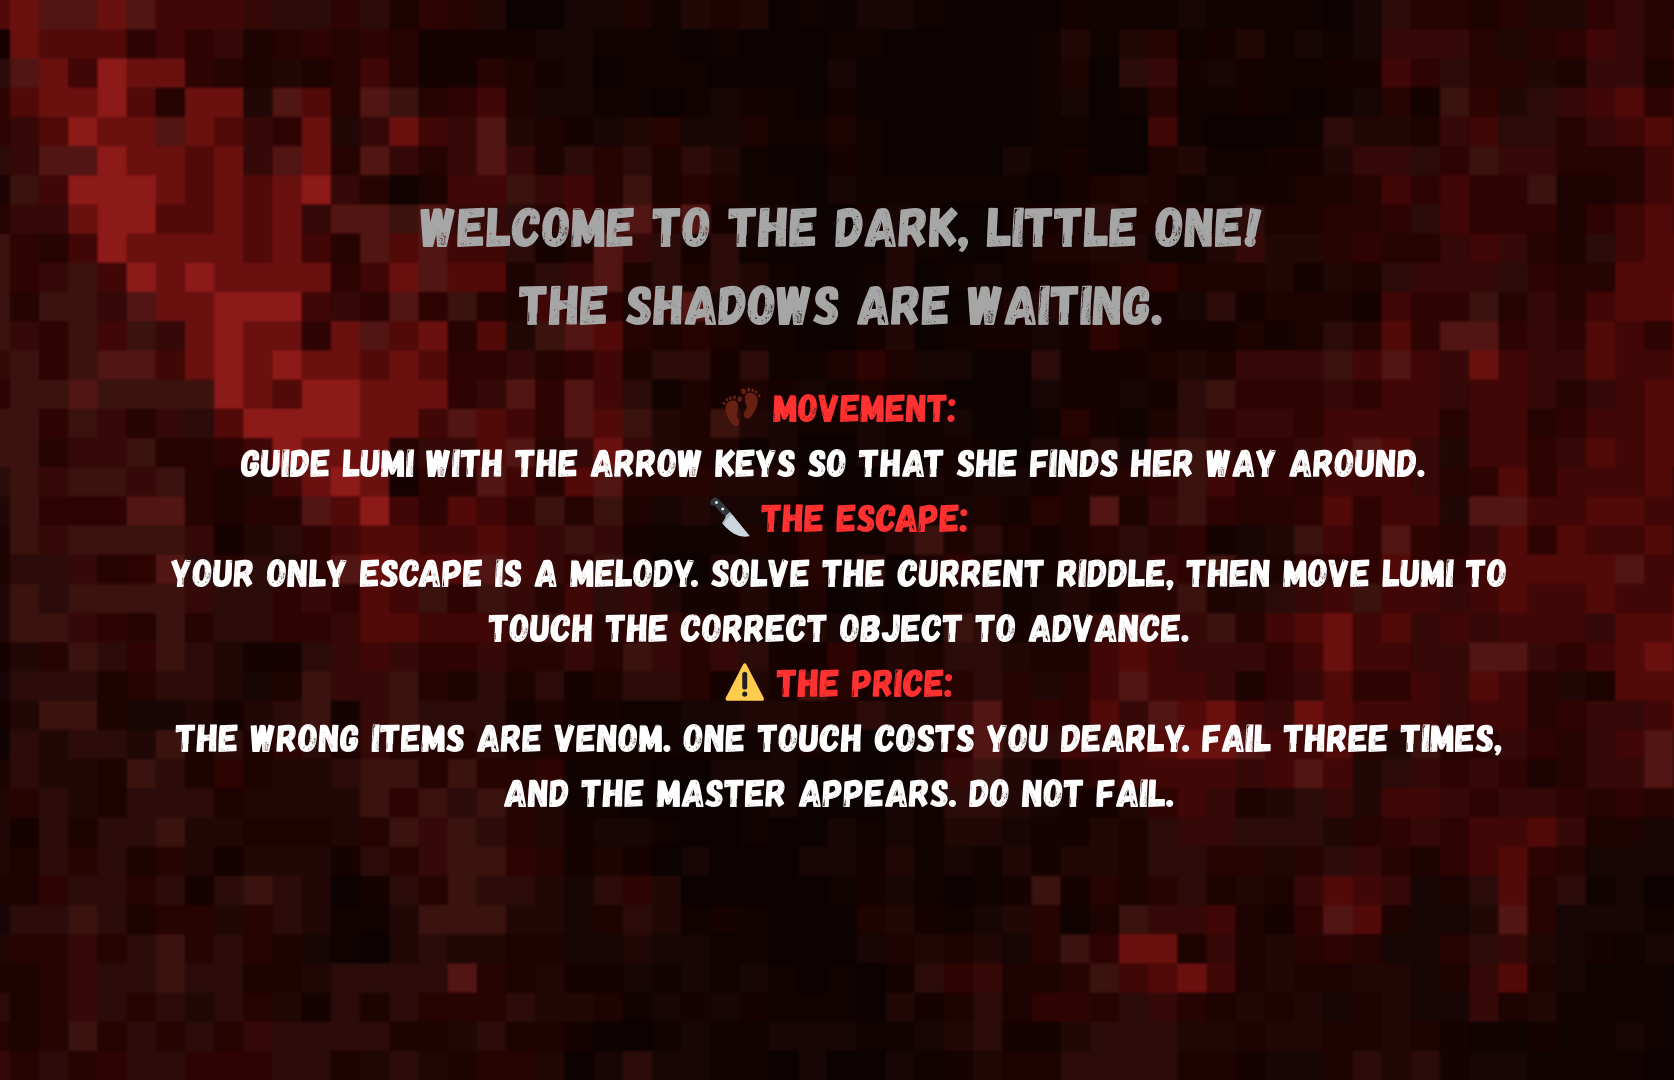 WELCOME TO THE DARK, LITTLE ONE!
THE SHADOWS ARE WAITING.
👣 MOVEMENT:
GUIDE LUMI WITH THE ARROW KEYS SO THAT SHE FINDS HER WAY AROUND.
🔪 THE ESCAPE:
YOUR ONLY ESCAPE IS A MELODY. SOLVE THE CURRENT RIDDLE, THEN MOVE LUMI TO
TOUCH THE CORRECT OBJECT TO ADVANCE.
⚠️ THE PRICE:
THE WRONG ITEMS ARE VENOM. ONE TOUCH COSTS YOU DEARLY. FAIL THREE TIMES,
AND THE MASTER APPEARS. DO NOT FAIL.